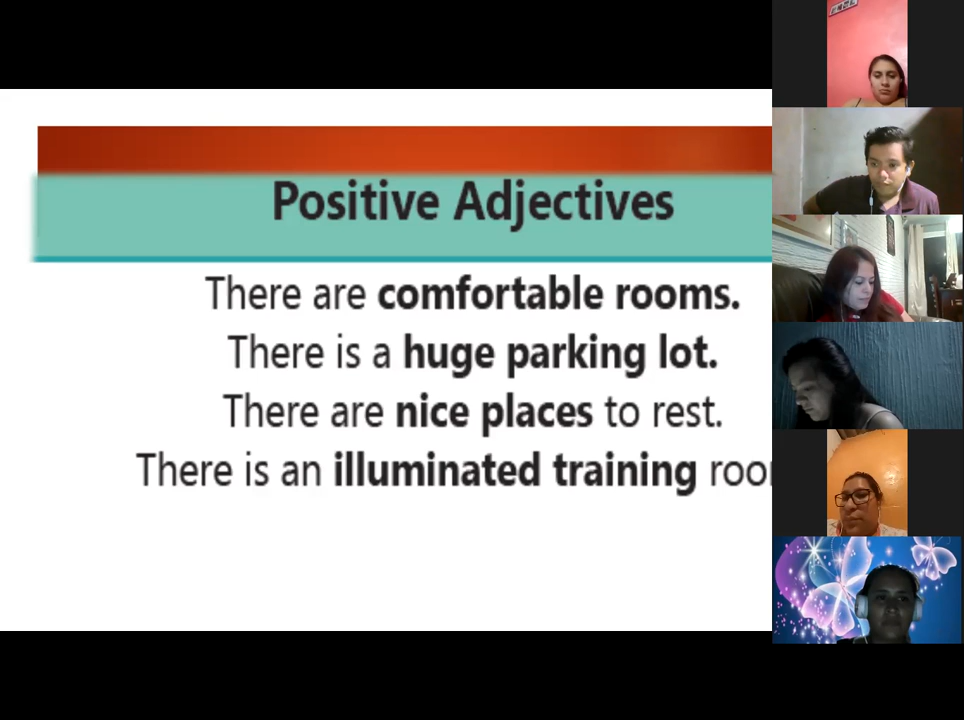 Positive Adjectives
There are comfortable rooms.
There is a huge parking lot.
There are nice places to rest.
There is an illuminated training